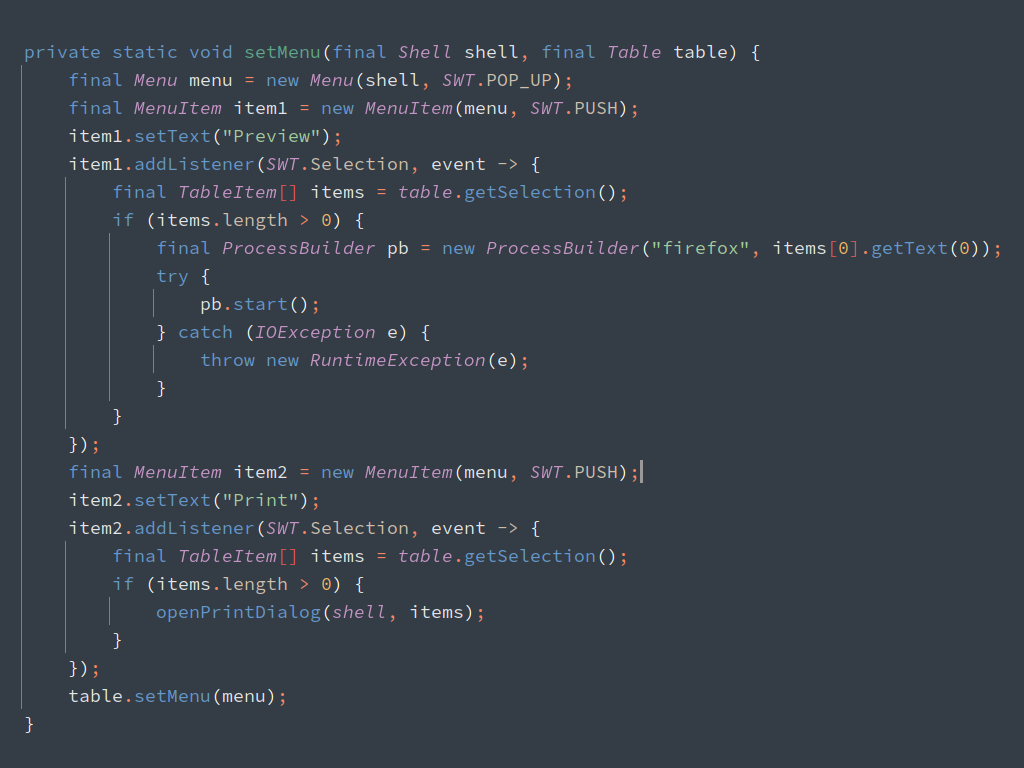 private static void setMenu(final Shell shell, final Table table) {
    final Menu menu = new Menu(shell, SWT.POP_UP);
    final MenuItem item1 = new MenuItem(menu, SWT.PUSH);
    item1.setText("Preview");
    item1.addListener(SWT.Selection, event -> {
        final TableItem[] items = table.getSelection();
        if (items.length > 0) {
            final ProcessBuilder pb = new ProcessBuilder("firefox", items[0].getText(0));
            try {
                pb.start();
            } catch (IOException e) {
                throw new RuntimeException(e);
            }
        }
    });
    final MenuItem item2 = new MenuItem(menu, SWT.PUSH);
    item2.setText("Print");
    item2.addListener(SWT.Selection, event -> {
        final TableItem[] items = table.getSelection();
        if (items.length > 0) {
            openPrintDialog(shell, items);
        }
    });
    table.setMenu(menu);
}